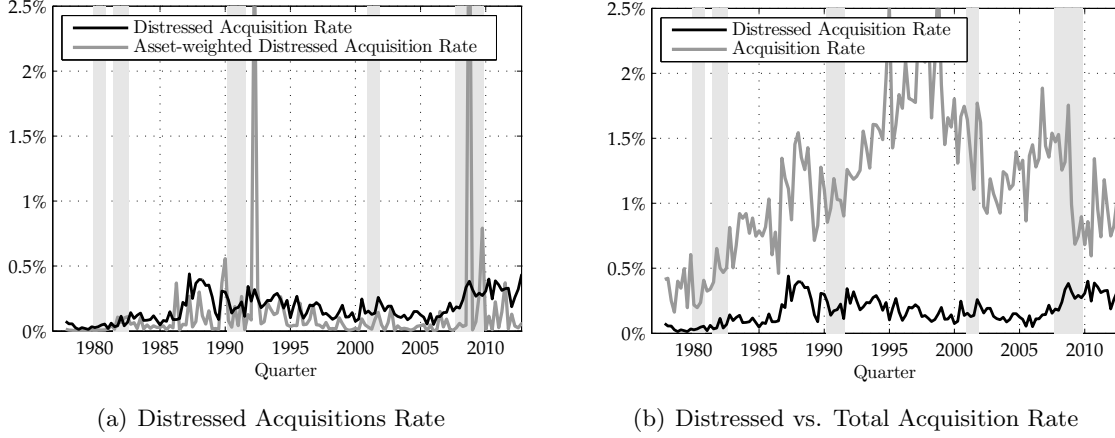 2.5%
Distressed Acquisition Rate
Asset-weighted Distressed Acquisition Rate
2%
1.5%
1%
0.5%
0%
1980 1985 1990 1995 2000 2005 2010
Quarter
(a) Distressed Acquisitions Rate
2.5%
Distressed Acquisition Rate
Acquisition Rate
2%
1.5%
1%
0.5%
0%
1980 1985 1990 1995 2000 2005 2010
Quarter
(b) Distressed vs. Total Acquisition Rate